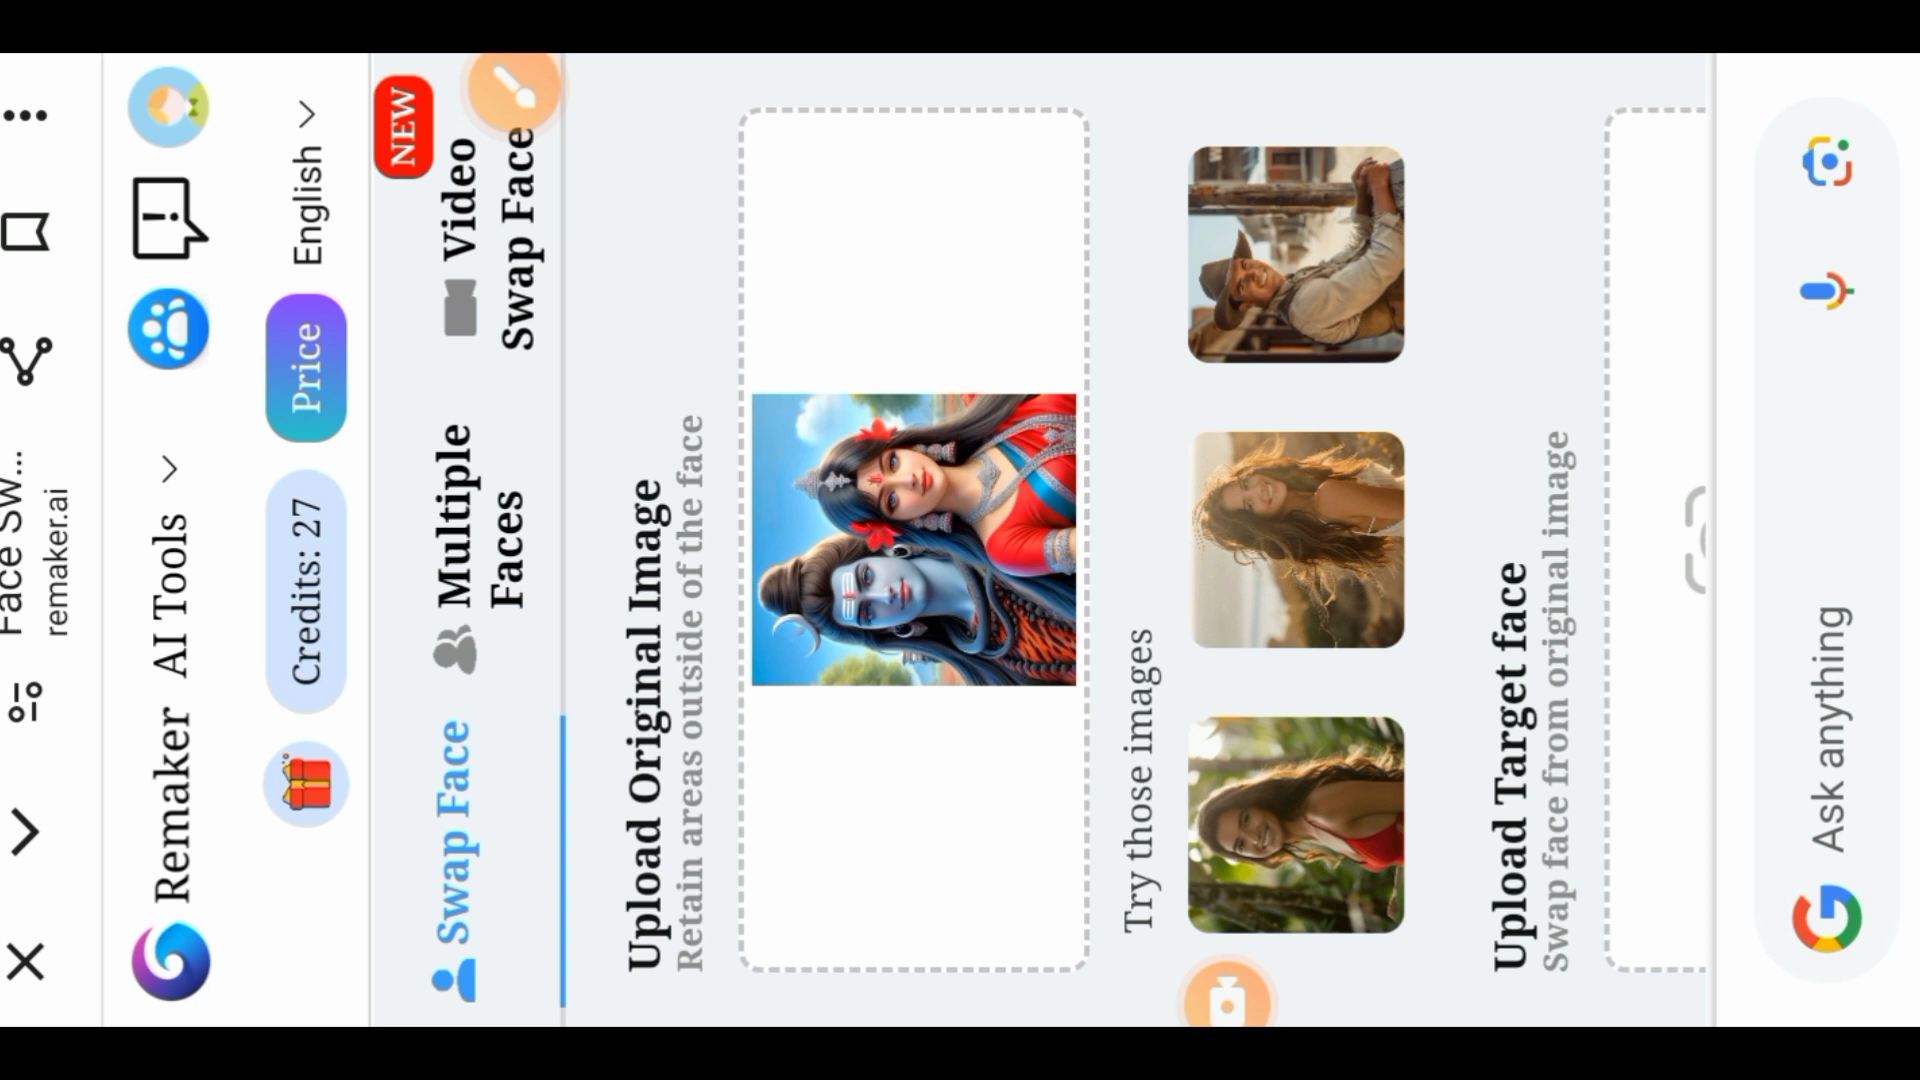 Face Sw...
remaker.ai
Remaker AI Tools
Credits: 27
Price
English
NEW
Swap Face
Multiple
Faces
Video
Swap Face
Upload Original Image
Retain areas outside of the face
Try those images
Upload Target face
Swap face from original image
Ask anything